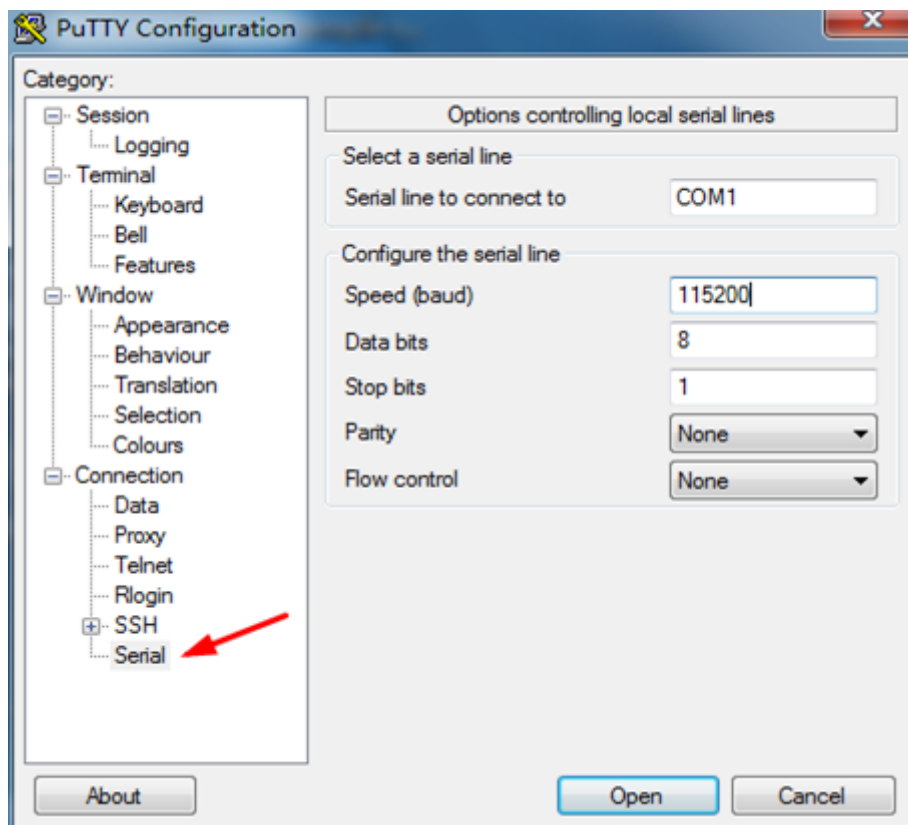 PuTTY Configuration
Category:
Session
Logging
Terminal
Keyboard
Bell
Features
Window
Appearance
Behaviour
Translation
Selection
Colours
Connection
Data
Proxy
Telnet
Rlogin
SSH
Serial
Options controlling local serial lines
Select a serial line
Serial line to connect to COM1
Configure the serial line
Speed (baud) 115200
Data bits 8
Stop bits 1
Parity None
Flow control None
About Open Cancel